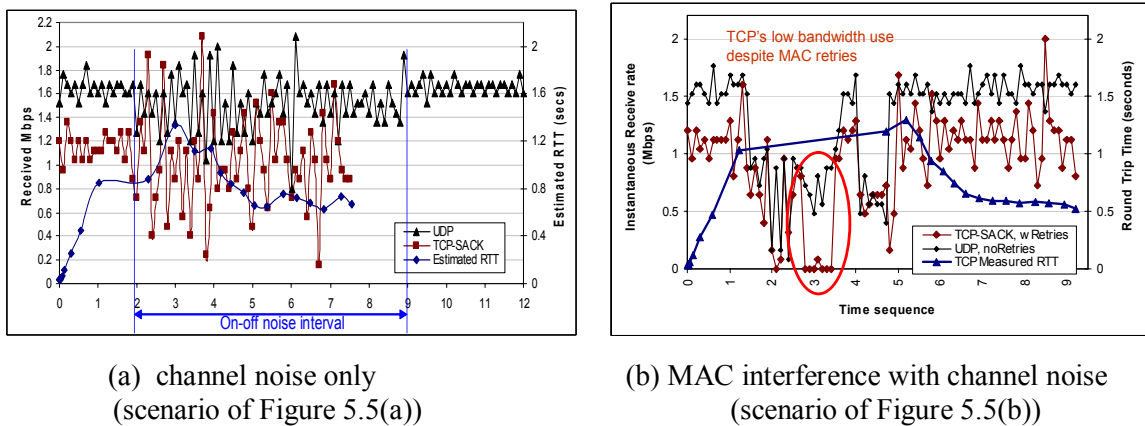 2.2
2
1.8
1.6
1.4
1.2
1
0.8
0.6
0.4
0.2
0
Received Mbps
2
1.6
1.2
0.8
0.4
0
Estimated RTT (secs)
UDP
TCP-SACK
Estimated RTT
0 1 2 3 4 5 6 7 8 9 10 11 12
On-off noise interval
(a) channel noise only
(scenario of Figure 5.5(a))
TCP's low bandwidth use
despite MAC retries
2
1.5
1
0.5
0
Instantaneous Receive rate
(Mbps)
2
1.5
1
0.5
0
Round Trip Time (seconds)
TCP-SACK, w Retries
UDP, noRetries
TCP Measured RTT
0 1 2 3 4 5 6 7 8 9
Time sequence
(b) MAC interference with channel noise
(scenario of Figure 5.5(b))